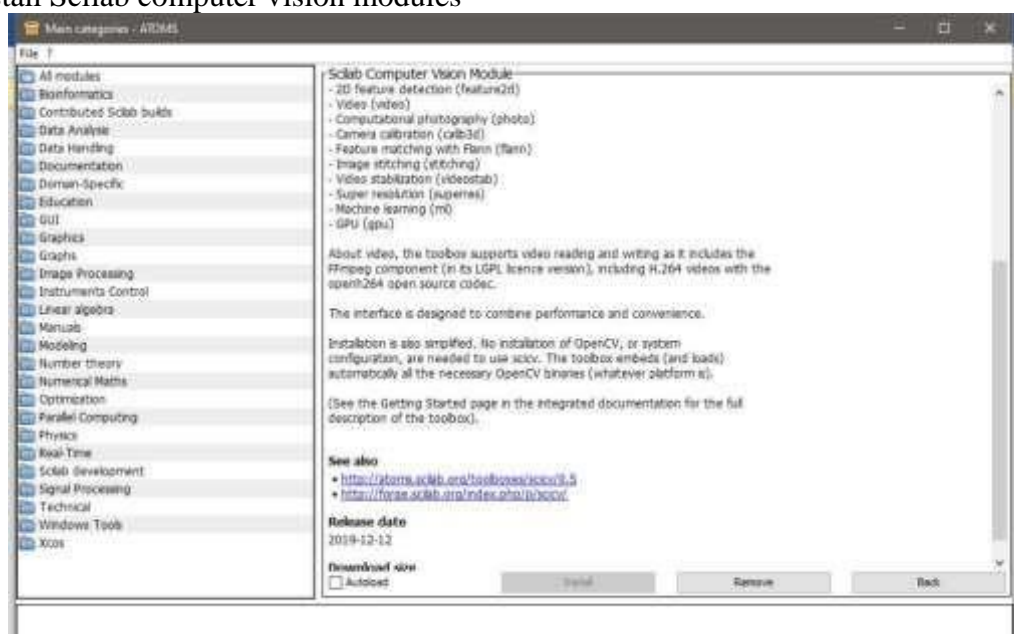 Scilab computer vision modules
Main categories - ATOMS
File ?
All modules
Bioinformatics
Contributed Scilab builds
Data Analysis
Data Handling
Documentation
Domain-Specific
Education
GUI
Graphics
Graphs
Image Processing
Instruments Control
Linear algebra
Manuals
Modeling
Number theory
Numerical Maths
Optimization
Parallel Computing
Physics
Real-Time
Scilab development
Signal Processing
Technical
Windows Tools
Xcos
Scilab Computer Vision Module
- 2D feature detection (feature2d)
- Video (video)
- Computational photography (photo)
- Camera calibration (calib3d)
- Feature matching with Flann (flann)
- Image stitching (stitching)
- Video stabilization (videostab)
- Super resolution (superres)
- Machine learning (ml)
- GPU (gpu)
About video, the toolbox supports video reading and writing as it includes the
FFmpeg component (in its LGPL licence version), including H.264 videos with the
openh264 open source codec.
The interface is designed to combine performance and convenience.
Installation is also simplified. No installation of OpenCV, or system
configuration, are needed to use scicv. The toolbox embeds (and loads)
automatically all the necessary OpenCV binaries (whatever platform is).
(See the Getting Started page in the integrated documentation for the full
description of the toolbox).
See also
• http://atoms.scilab.org/toolboxes/scicv/0.5
• http://forge.scilab.org/index.php/p/scicv/
Release date
2019-12-12
Download size
Autoload
Install
Remove
Back